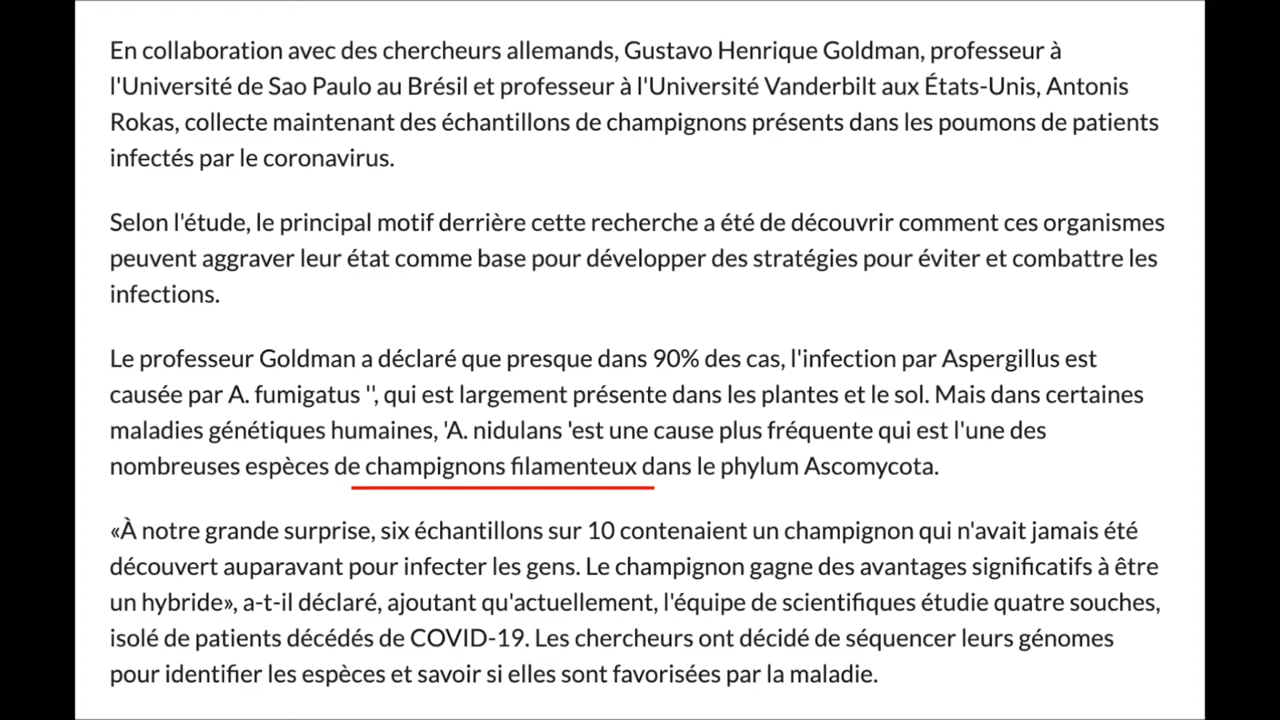 En collaboration avec des chercheurs allemands, Gustavo Henrique Goldman, professeur à
l'Université de Sao Paulo au Brésil et professeur à l'Université Vanderbilt aux États-Unis, Antonis
Rokas, collecte maintenant des échantillons de champignons présents dans les poumons de patients
infectés par le coronavirus.
Selon l'étude, le principal motif derrière cette recherche a été de découvrir comment ces organismes
peuvent aggraver leur état comme base pour développer des stratégies pour éviter et combattre les
infections.
Le professeur Goldman a déclaré que presque dans 90% des cas, l'infection par Aspergillus est
causée par A. fumigatus '', qui est largement présente dans les plantes et le sol. Mais dans certaines
maladies génétiques humaines, 'A. nidulans 'est une cause plus fréquente qui est l'une des
nombreuses espèces de champignons filamenteux dans le phylum Ascomycota.
«À notre grande surprise, six échantillons sur 10 contenaient un champignon qui n'avait jamais été
découvert auparavant pour infecter les gens. Le champignon gagne des avantages significatifs à être
un hybride», a-t-il déclaré, ajoutant qu'actuellement, l'équipe de scientifiques étudie quatre souches,
isolé de patients décédés de COVID-19. Les chercheurs ont décidé de séquencer leurs génomes
pour identifier les espèces et savoir si elles sont favorisées par la maladie.